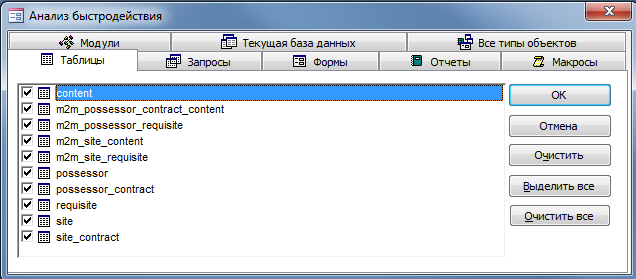 Анализ быстродействия
Модули
Текущая база данных
Все типы объектов
Таблицы
Запросы
Формы
Отчеты
Макросы
content
m2m_possessor_contract_content
m2m_possessor_requisite
m2m_site_content
m2m_site_requisite
possessor
possessor_contract
requisite
site
site_contract
ОК
Отмена
Очистить
Выделить все
Очистить все